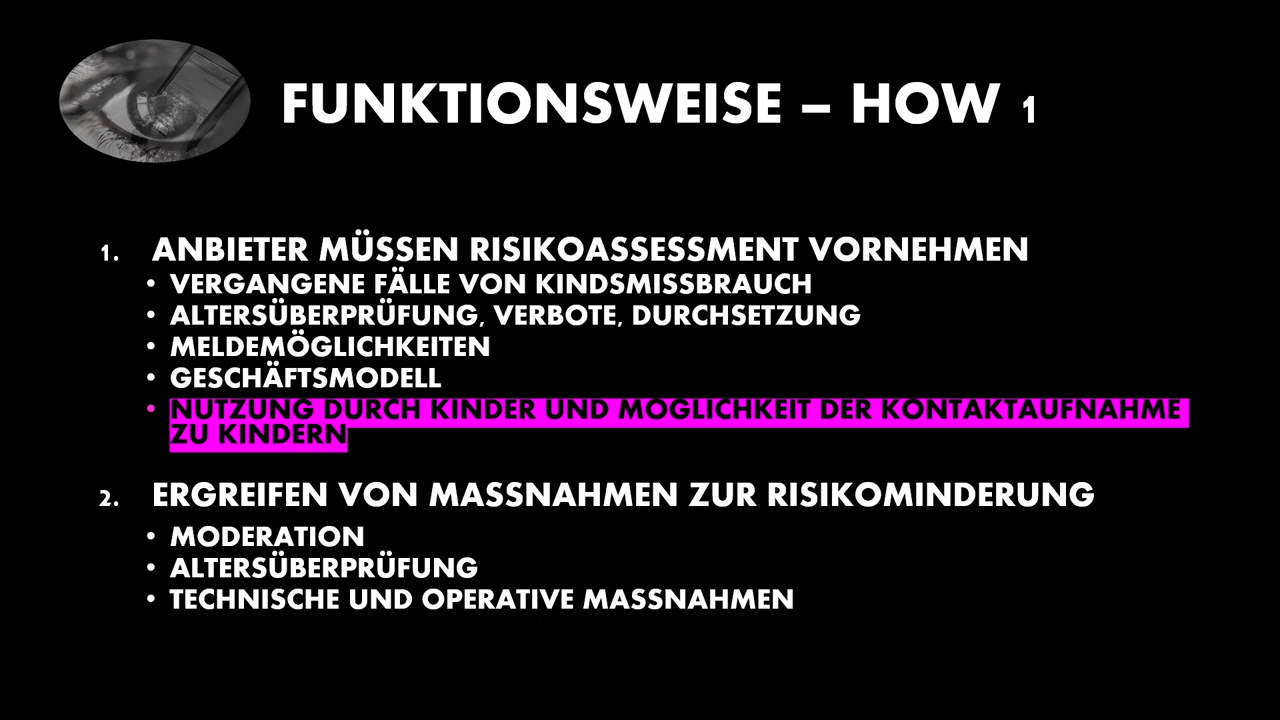 FUNKTIONSWEISE – HOW 1
1. ANBIETER MÜSSEN RISIKOASSESSMENT VORNEHMEN
• VERGANGENE FÄLLE VON KINDSMISSBRAUCH
• ALTERSÜBERPRÜFUNG, VERBOTE, DURCHSETZUNG
• MELDEMÖGLICHKEITEN
• GESCHÄFTSMODELL
• NUTZUNG DURCH KINDER UND MÖGLICHKEIT DER KONTAKTAUFNAHME
ZU KINDERN
2. ERGREIFEN VON MASSNAHMEN ZUR RISIKOMINDERUNG
• MODERATION
• ALTERSÜBERPRÜFUNG
• TECHNISCHE UND OPERATIVE MASSNAHMEN